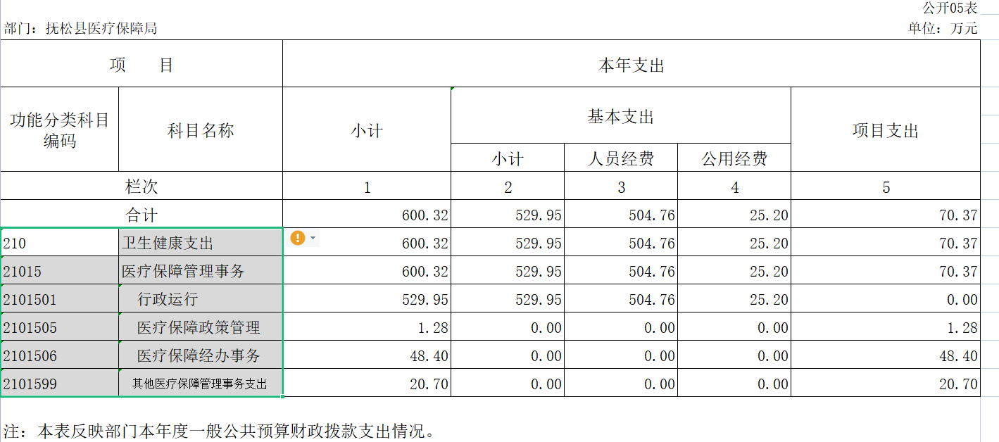 公开05表
部门：抚松县医疗保障局 单位：万元
项 目 本年支出
功能分类科目编码 科目名称 小计 基本支出 项目支出
小计 人员经费 公用经费
栏次 1 2 3 4 5
合计 600.32 529.95 504.76 25.20 70.37
210 卫生健康支出 600.32 529.95 504.76 25.20 70.37
21015 医疗保障管理事务 600.32 529.95 504.76 25.20 70.37
2101501 行政运行 529.95 529.95 504.76 25.20 0.00
2101505 医疗保障政策管理 1.28 0.00 0.00 0.00 1.28
2101506 医疗保障经办事务 48.40 0.00 0.00 0.00 48.40
2101599 其他医疗保障管理事务支出 20.70 0.00 0.00 0.00 20.70
注：本表反映部门本年度一般公共预算财政拨款支出情况。